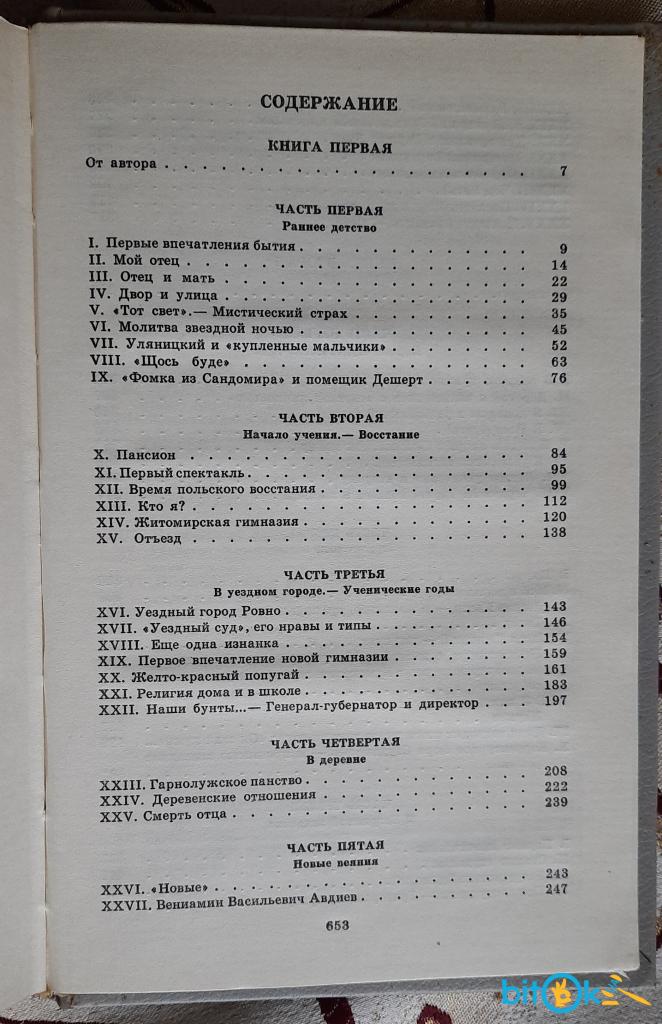 СОДЕРЖАНИЕ
КНИГА ПЕРВАЯ
От автора . . . . . . . . . . . . . . . . . . . . 7
ЧАСТЬ ПЕРВАЯ
Раннее детство
I. Первые впечатления бытия . . . . . . . . . . . . . 9
II. Мой отец . . . . . . . . . . . . . . . . . . . 14
III. Отец и мать . . . . . . . . . . . . . . . . . 22
IV. Двор и улица . . . . . . . . . . . . . . . . . 29
V. «Тот свет».— Мистический страх . . . . . . . . . . 35
VI. Молитва звездной ночью . . . . . . . . . . . . . 45
VII. Уляницкий и «купленные мальчики» . . . . . . . . 52
VIII. «Щось буде» . . . . . . . . . . . . . . . . 63
IX. «Фомка из Сандомира» и помещик Дешерт . . . . . . 76
ЧАСТЬ ВТОРАЯ
Начало учения.— Восстание
X. Пансион . . . . . . . . . . . . . . . . . . 84
XI. Первый спектакль . . . . . . . . . . . . . . . 95
XII. Время польского восстания . . . . . . . . . . . . 99
XIII. Кто я? . . . . . . . . . . . . . . . . . . 112
XIV. Житомирская гимназия . . . . . . . . . . . . . 120
XV. Отъезд . . . . . . . . . . . . . . . . . . 138
ЧАСТЬ ТРЕТЬЯ
В уездном городе.— Ученические годы
XVI. Уездный город Ровно . . . . . . . . . . . . . . 143
XVII. «Уездный суд», его нравы и типы . . . . . . . . . 146
XVIII. Еще одна изнанка . . . . . . . . . . . . . . 154
XIX. Первое впечатление новой гимназии . . . . . . . . 159
XX. Желто-красный попугай . . . . . . . . . . . . . 161
XXI. Религия дома и в школе . . . . . . . . . . . . . 183
XXII. Наши бунты...— Генерал-губернатор и директор . . . 197
ЧАСТЬ ЧЕТВЕРТАЯ
В деревне
XXIII. Гарнолужское панство . . . . . . . . . . . . . 208
XXIV. Деревенские отношения . . . . . . . . . . . . . 222
XXV. Смерть отца . . . . . . . . . . . . . . . . . 239
ЧАСТЬ ПЯТАЯ
Новые веяния
XXVI. «Новые» . . . . . . . . . . . . . . . . . . 243
XXVII. Вениамин Васильевич Авдиев . . . . . . . . . . 247
653
bitOk